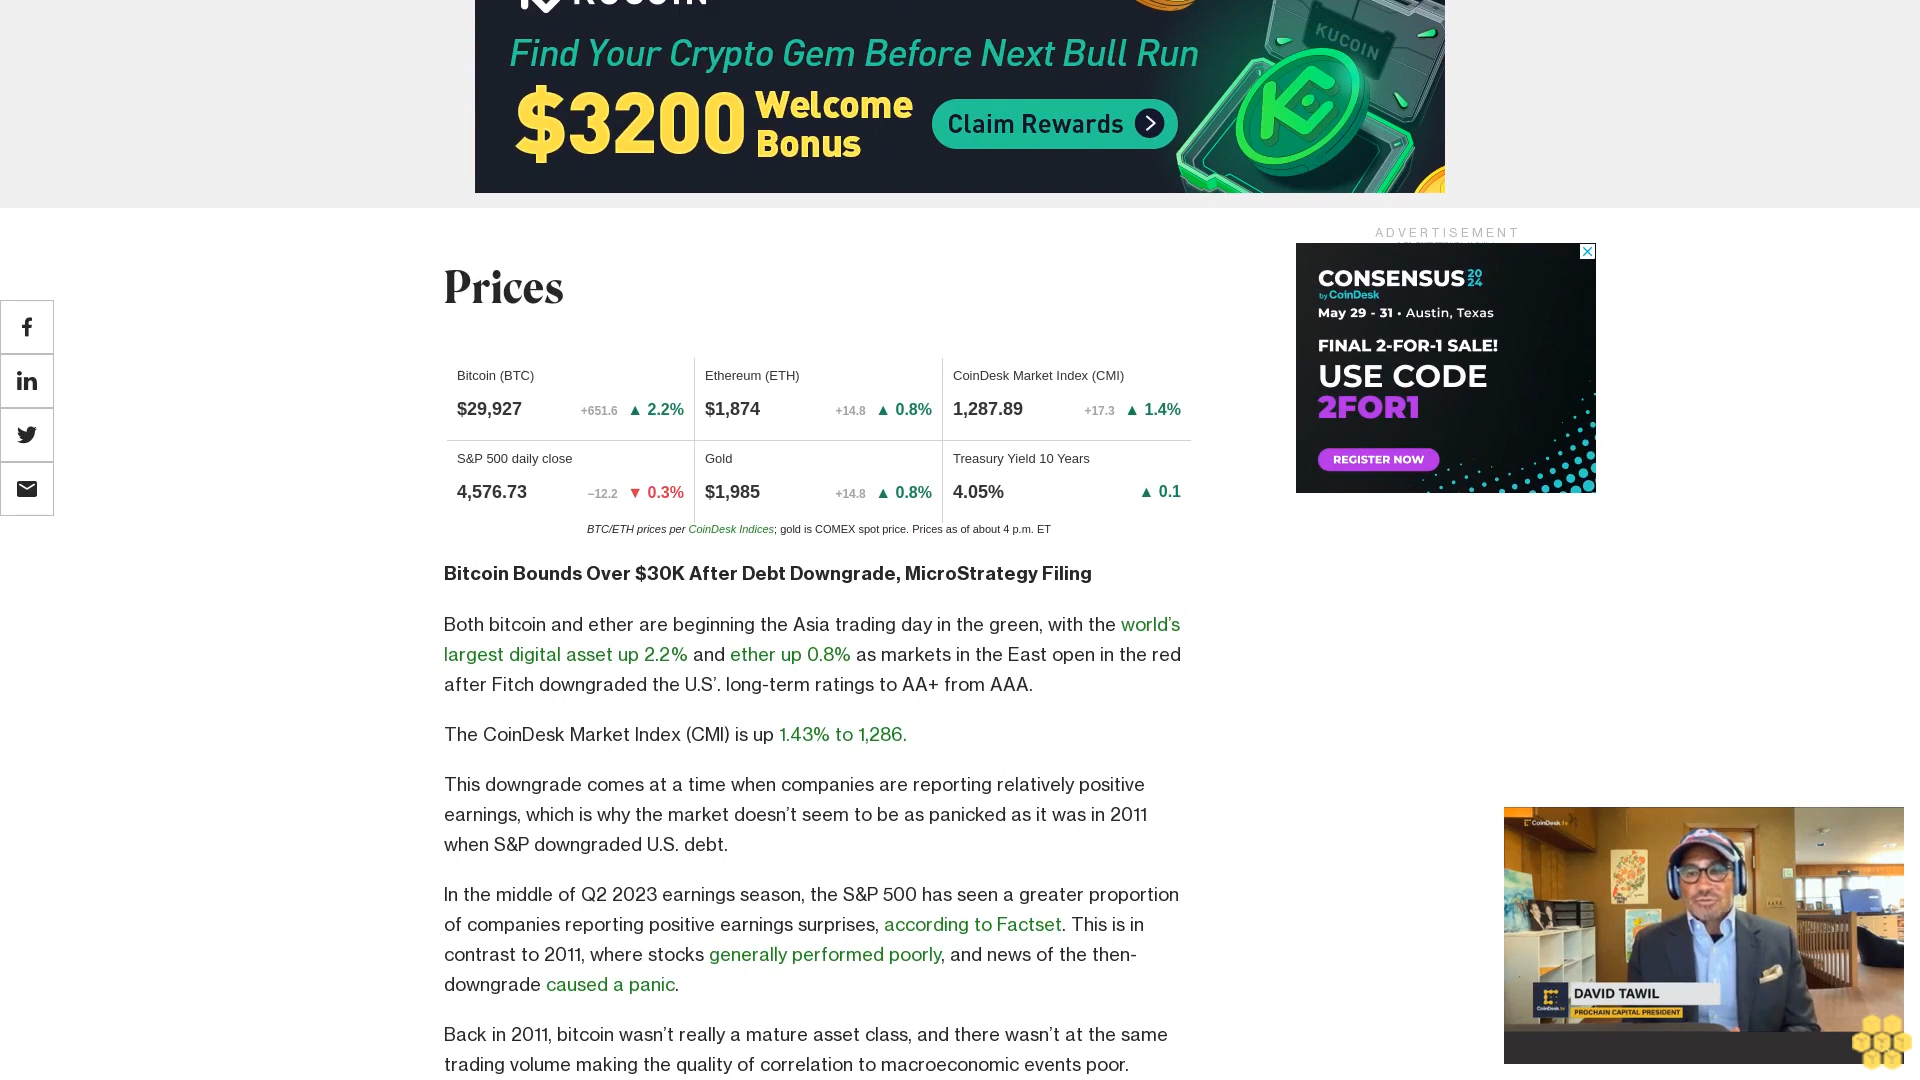 KUCOIN
Find Your Crypto Gem Before Next Bull Run
KUCOIN
$3200 Welcome Bonus
Claim Rewards
ADVERTISEMENT
Prices
CONSENSUS 2024
by CoinDesk
May 29 - 31 • Austin, Texas
FINAL 2-FOR-1 SALE!
USE CODE
2FOR1
REGISTER NOW
Bitcoin (BTC) Ethereum (ETH) CoinDesk Market Index (CMI)
$29,927 +651.6 ▲ 2.2% $1,874 +14.8 ▲ 0.8% 1,287.89 +17.3 ▲ 1.4%
S&P 500 daily close Gold Treasury Yield 10 Years
4,576.73 −12.2 ▼ 0.3% $1,985 +14.8 ▲ 0.8% 4.05% ▲ 0.1
BTC/ETH prices per CoinDesk Indices; gold is COMEX spot price. Prices as of about 4 p.m. ET
Bitcoin Bounds Over $30K After Debt Downgrade, MicroStrategy Filing
Both bitcoin and ether are beginning the Asia trading day in the green, with the world’s
largest digital asset up 2.2% and ether up 0.8% as markets in the East open in the red
after Fitch downgraded the U.S’. long-term ratings to AA+ from AAA.
The CoinDesk Market Index (CMI) is up 1.43% to 1,286.
This downgrade comes at a time when companies are reporting relatively positive
earnings, which is why the market doesn’t seem to be as panicked as it was in 2011
when S&P downgraded U.S. debt.
In the middle of Q2 2023 earnings season, the S&P 500 has seen a greater proportion
of companies reporting positive earnings surprises, according to Factset. This is in
contrast to 2011, where stocks generally performed poorly, and news of the then-
downgrade caused a panic.
Back in 2011, bitcoin wasn’t really a mature asset class, and there wasn’t at the same
trading volume making the quality of correlation to macroeconomic events poor.
CoinDesk.tv
CoinDesk.tv
DAVID TAWIL
PROCHAIN CAPITAL PRESIDENT